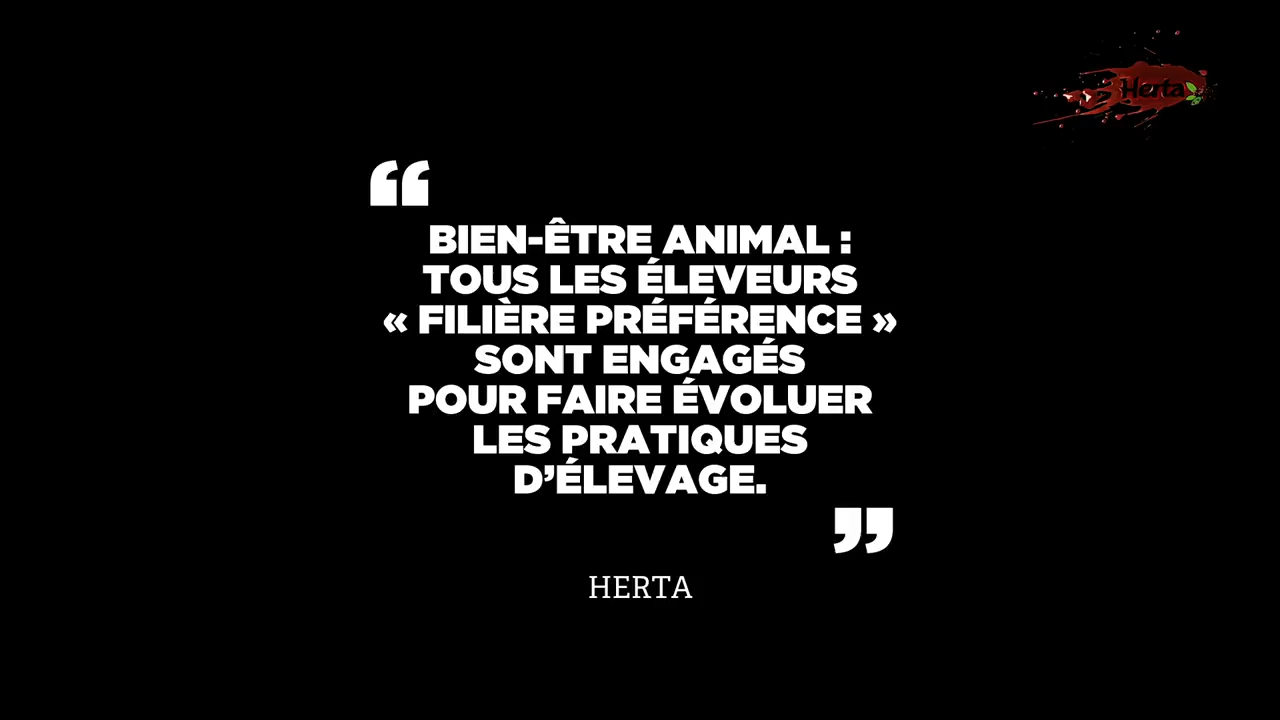 Herta
“
BIEN-ÊTRE ANIMAL :
TOUS LES ÉLEVEURS
« FILIÈRE PRÉFÉRENCE »
SONT ENGAGÉS
POUR FAIRE ÉVOLUER
LES PRATIQUES
D’ÉLEVAGE.
”
HERTA